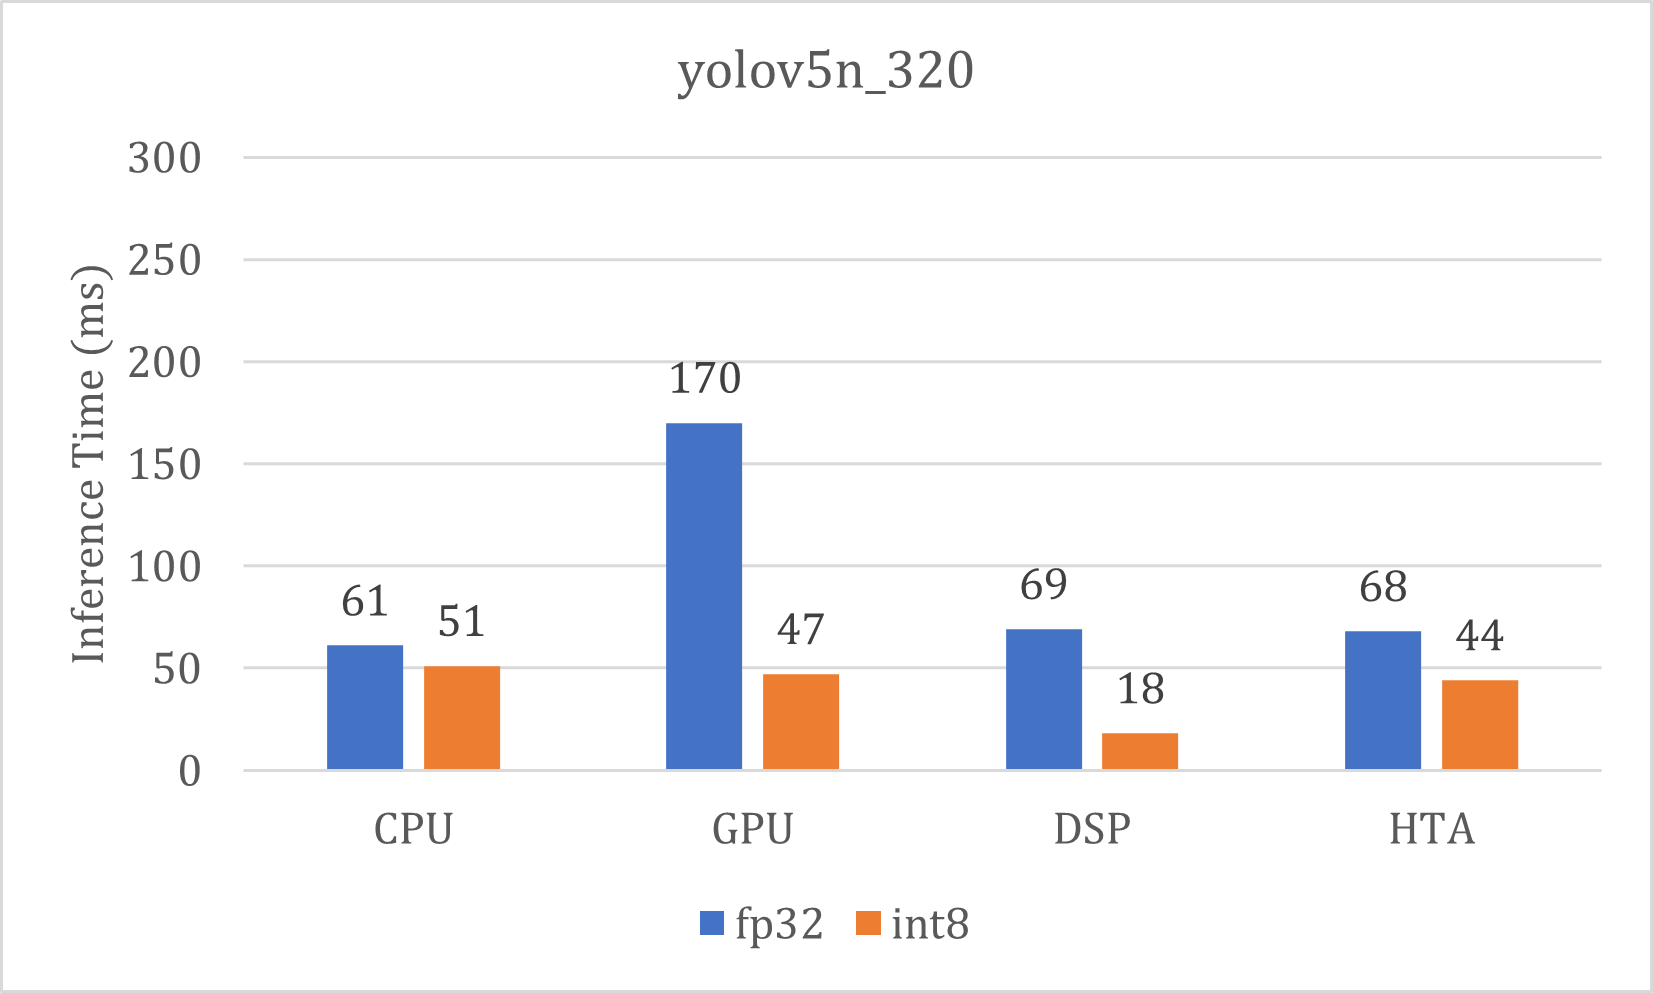 yolov5n_320
300
250
200
150
100
50
0
Inference Time (ms)
61
51
170
47
69
18
68
44
CPU
GPU
DSP
HTA
fp32
int8